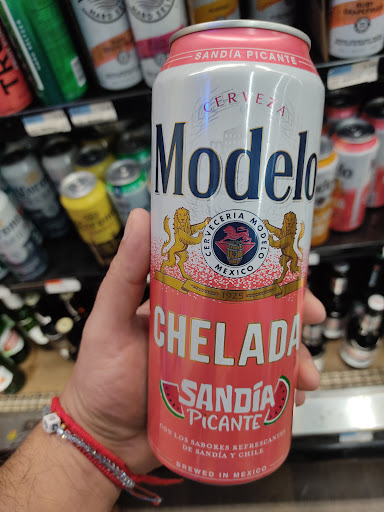 SANDÍA PICANTE
CERVEZA
Modelo
CERVECERIA MODELO
MEXICO
1925
CHELADA
SANDÍA
PICANTE
CON LOS SABORES REFRESCANTES
DE SANDÍA Y CHILE
BREWED IN MEXICO